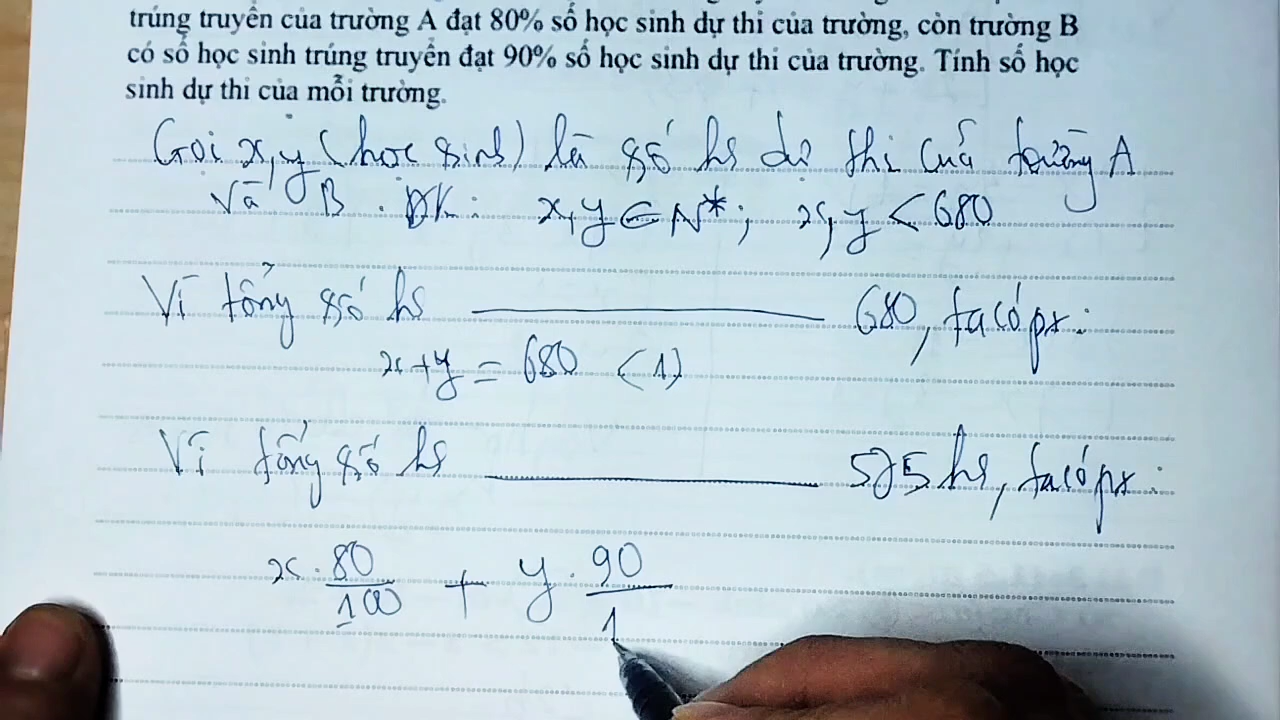 trúng truyển của trường A đạt 80% số học sinh dự thi của trường, còn trường B
có số học sinh trúng truyển đạt 90% số học sinh dự thi của trường. Tính số học
sinh dự thi của mỗi trường.
Gọi x,y (học sinh) là số hs dự thi của trường A
và B. ĐK: x,y ∈ N*; x,y < 680
Vì tổng số hs 680, ta có pt:
x+y = 680 (1)
Vì tổng số hs 575 hs, ta có pt:
x. 80/100 + y. 90/1